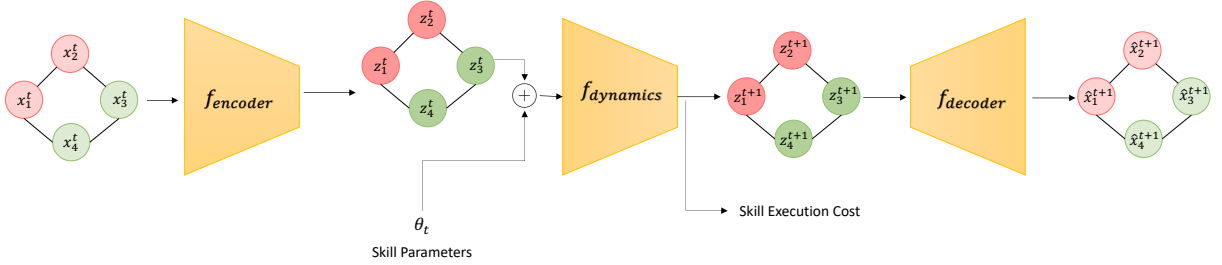 x_1^t
x_2^t
x_3^t
x_4^t
f_encoder
z_1^t
z_2^t
z_3^t
z_4^t
+
θ_t
Skill Parameters
f_dynamics
Skill Execution Cost
z_1^{t+1}
z_2^{t+1}
z_3^{t+1}
z_4^{t+1}
f_decoder
x̂_1^{t+1}
x̂_2^{t+1}
x̂_3^{t+1}
x̂_4^{t+1}